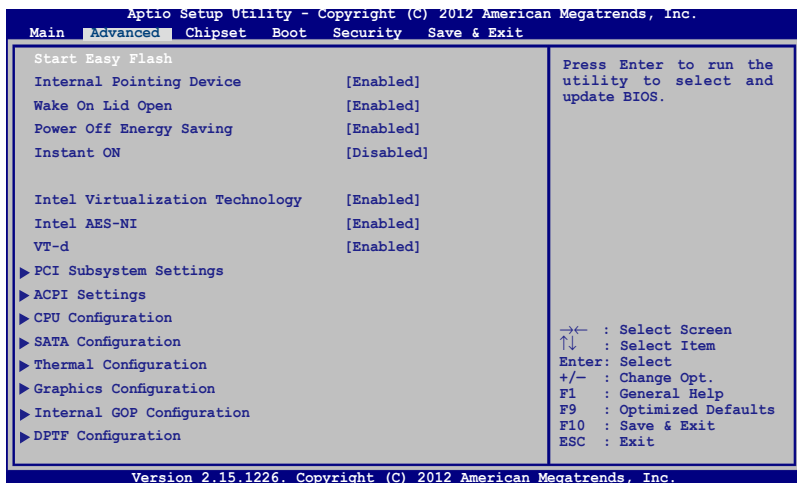 Aptio Setup Utility - Copyright (C) 2012 American Megatrends, Inc.
Main Advanced Chipset Boot Security Save & Exit
Start Easy Flash
Internal Pointing Device [Enabled]
Wake On Lid Open [Enabled]
Power Off Energy Saving [Enabled]
Instant ON [Disabled]
Intel Virtualization Technology [Enabled]
Intel AES-NI [Enabled]
VT-d [Enabled]
PCI Subsystem Settings
ACPI Settings
CPU Configuration
SATA Configuration
Thermal Configuration
Graphics Configuration
Internal GOP Configuration
DPTF Configuration
Press Enter to run the
utility to select and
update BIOS.
→← : Select Screen
↑↓ : Select Item
Enter: Select
+/— : Change Opt.
F1 : General Help
F9 : Optimized Defaults
F10 : Save & Exit
ESC : Exit
Version 2.15.1226. Copyright (C) 2012 American Megatrends, Inc.